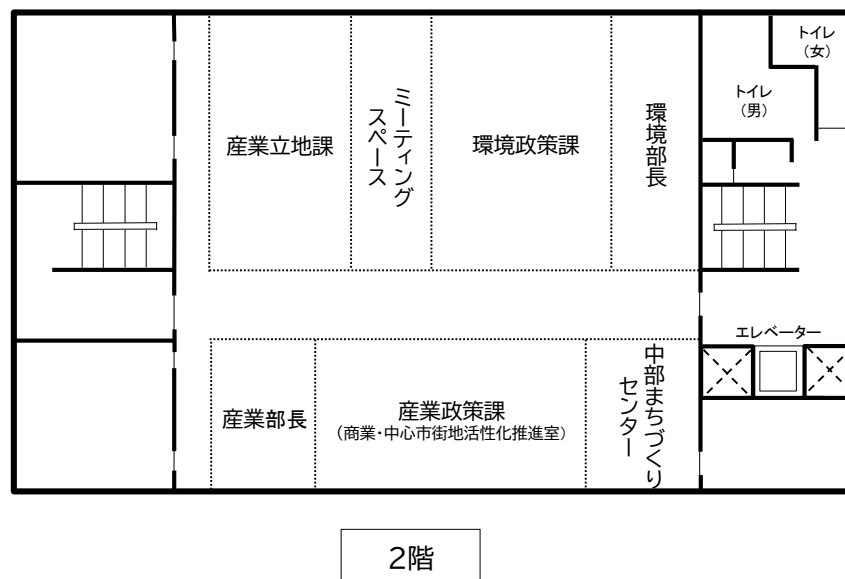 トイレ
（女）
トイレ
（男）
産業立地課
ミーティング
スペース
環境政策課
環境部長
エレベーター
産業部長
産業政策課
（商業・中心市街地活性化推進室）
中部まちづくり
センター
2階